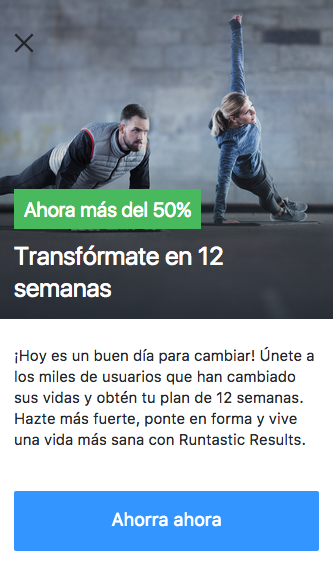 Ahora más del 50%
Transfórmate en 12
semanas
¡Hoy es un buen día para cambiar! Únete a
los miles de usuarios que han cambiado
sus vidas y obtén tu plan de 12 semanas.
Hazte más fuerte, ponte en forma y vive
una vida más sana con Runtastic Results.
Ahorra ahora